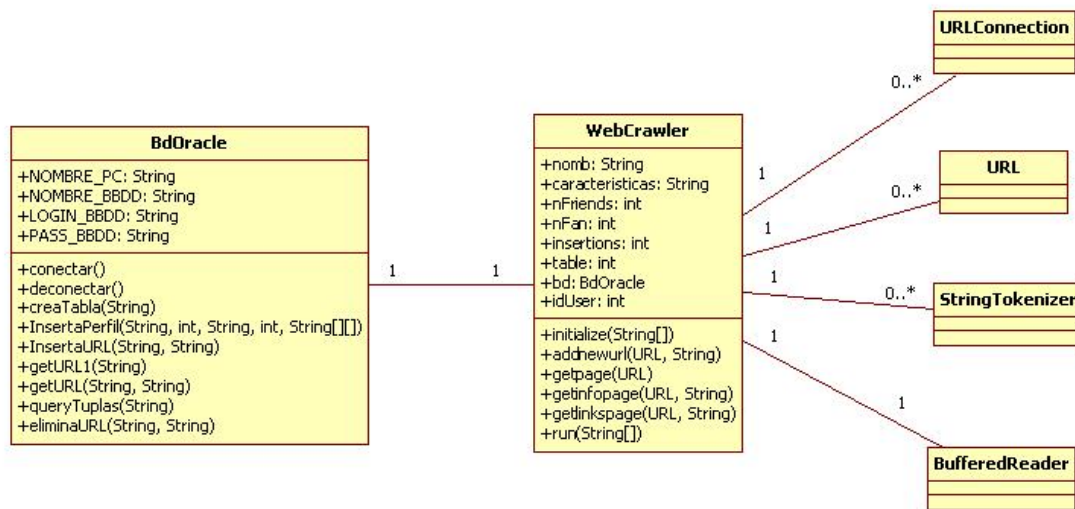 BdOracle
+NOMBRE_PC: String
+NOMBRE_BBDD: String
+LOGIN_BBDD: String
+PASS_BBDD: String
+conectar()
+deconectar()
+creaTabla(String)
+InsertaPerfil(String, int, String, int, String[][])
+InsertaURL(String, String)
+getURL1(String)
+getURL(String, String)
+queryTuplas(String)
+eliminaURL(String, String)
1
1
WebCrawler
+nomb: String
+caracteristicas: String
+nFriends: int
+nFan: int
+insertions: int
+table: int
+bd: BdOracle
+idUser: int
+initialize(String[])
+addnewurl(URL, String)
+getpage(URL)
+getinfopage(URL, String)
+getlinkspage(URL, String)
+run(String[])
1
0..*
URLConnection
1
0..*
URL
1
0..*
StringTokenizer
1
1
BufferedReader